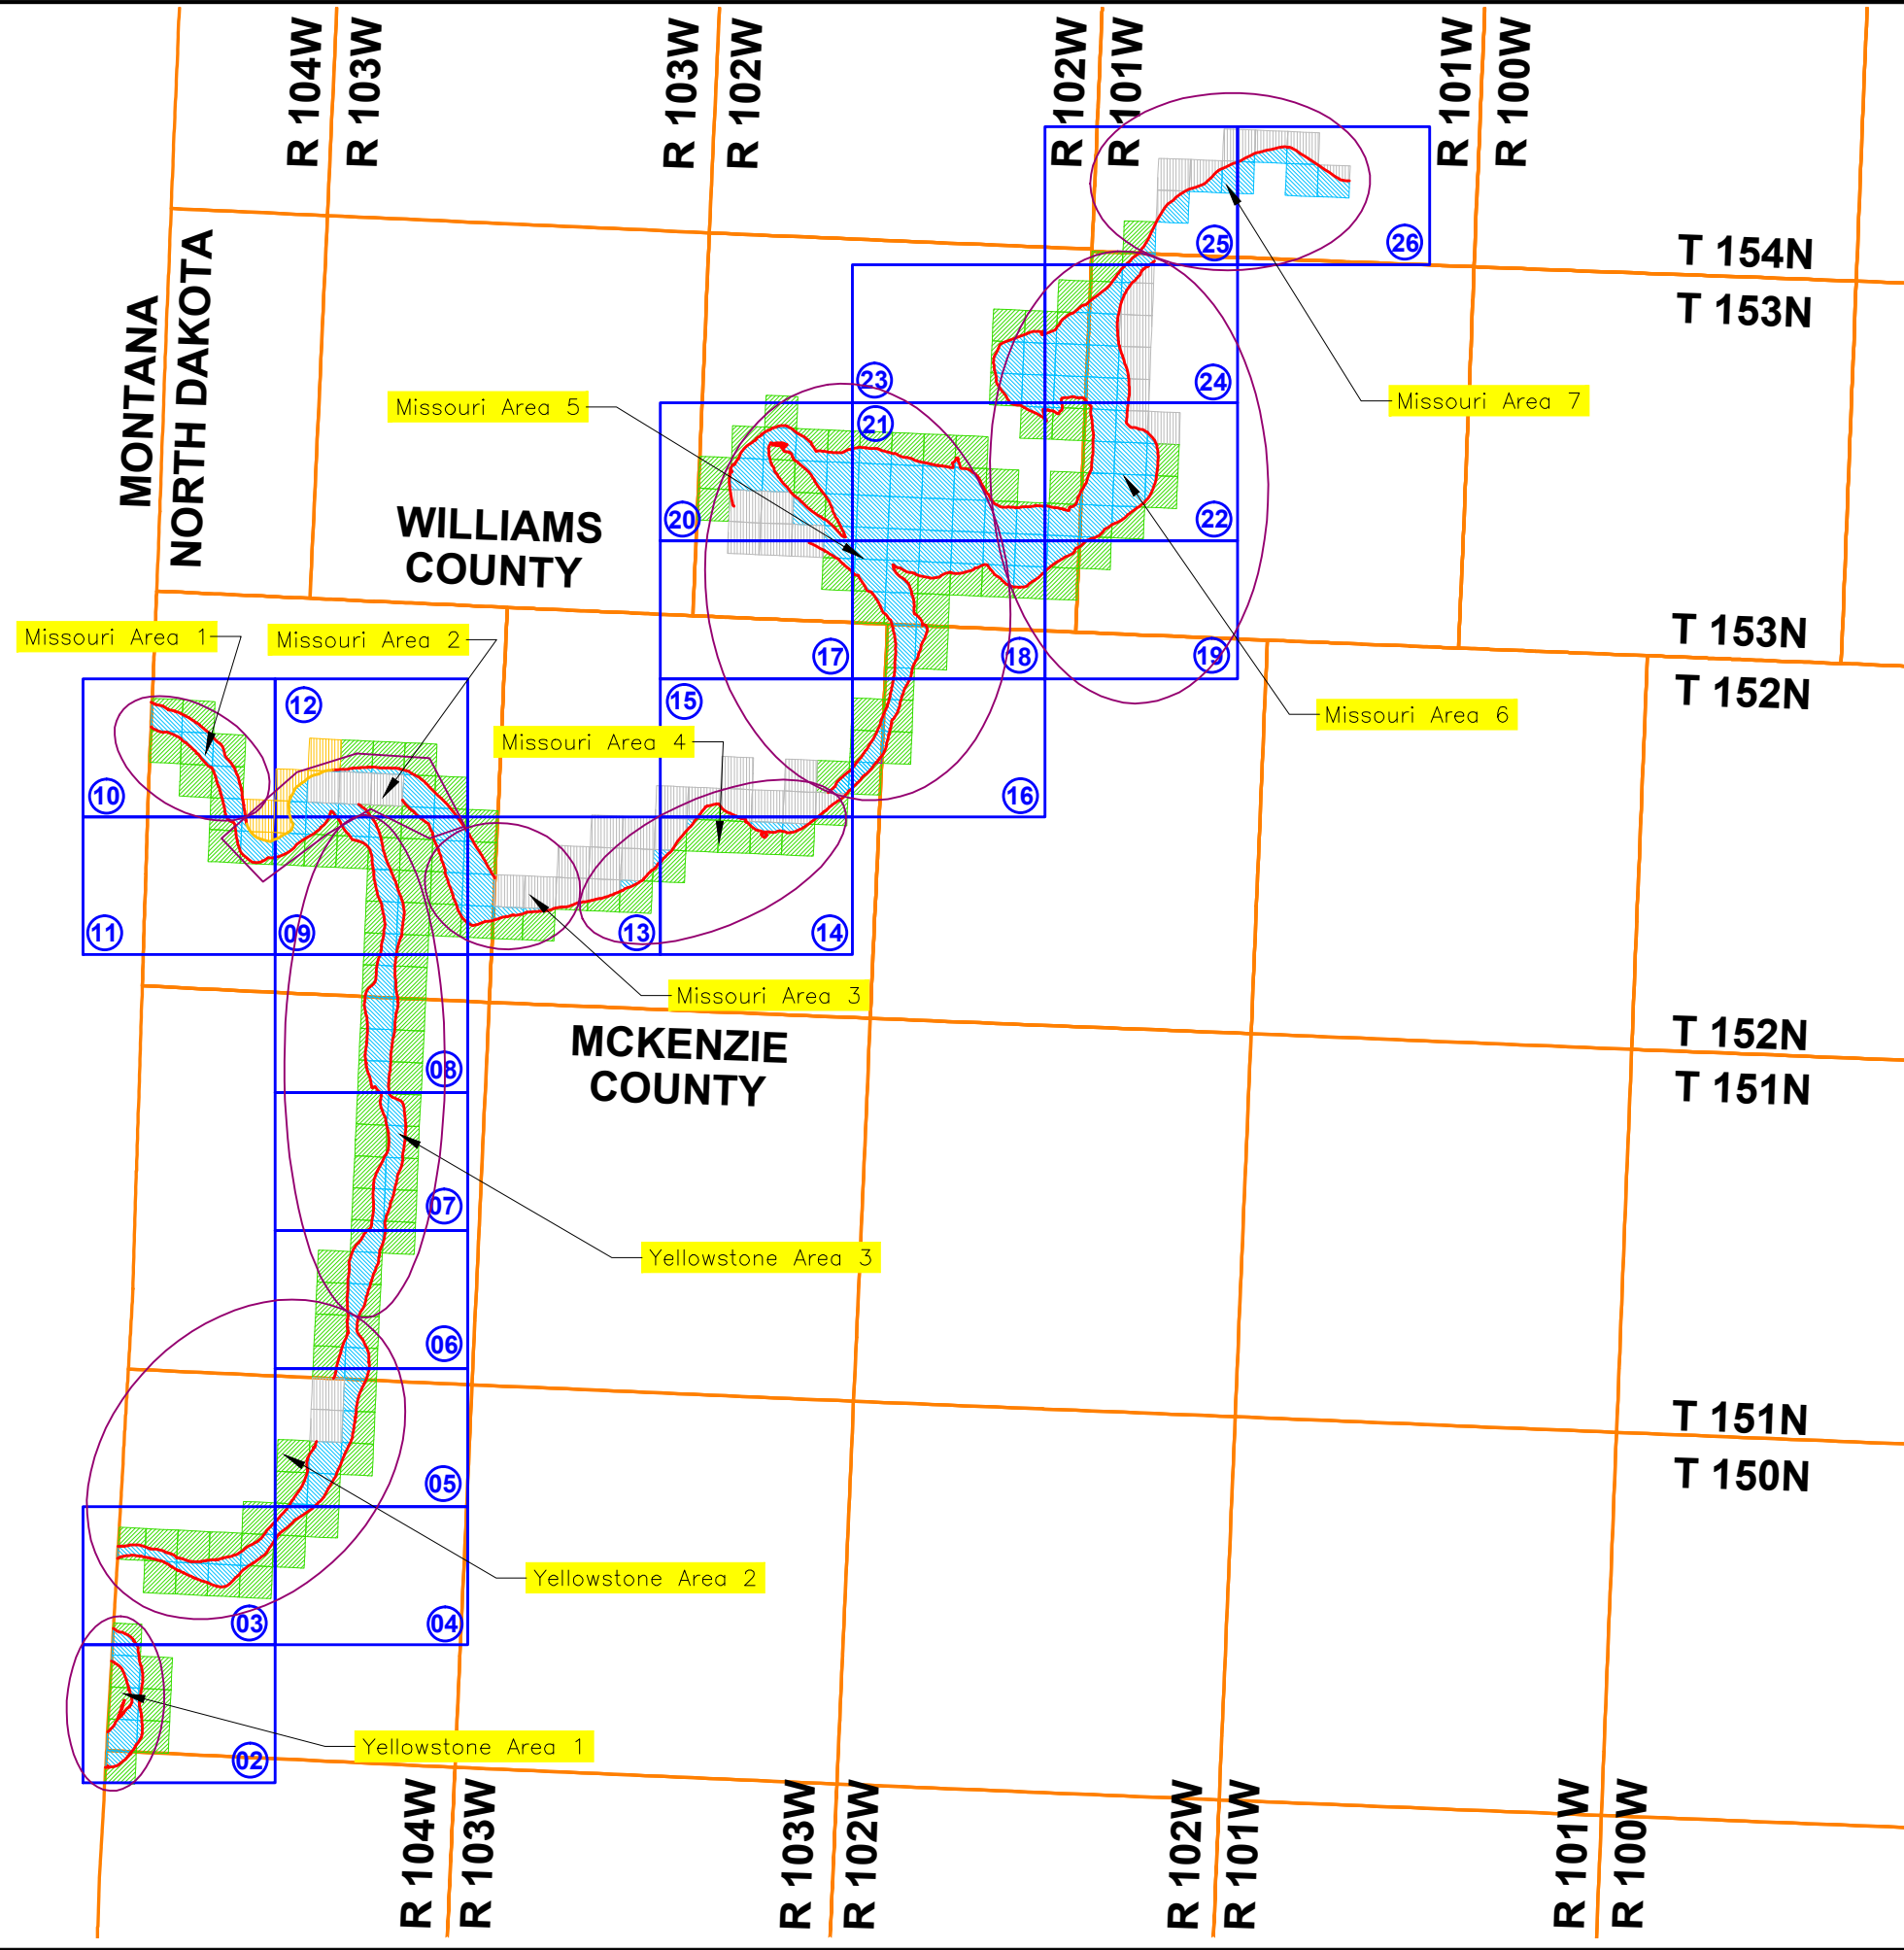 R 104W
R 103W
R 103W
R 102W
R 102W
R 101W
R 101W
R 100W
MONTANA
NORTH DAKOTA
T 154N
T 153N
25
26
23
24
Missouri Area 5
Missouri Area 7
21
WILLIAMS
COUNTY
20
22
Missouri Area 1
Missouri Area 2
T 153N
T 152N
17
18
19
12
15
Missouri Area 6
Missouri Area 4
10
16
11
09
13
14
Missouri Area 3
MCKENZIE
COUNTY
T 152N
T 151N
08
07
Yellowstone Area 3
06
T 151N
T 150N
05
Yellowstone Area 2
03
04
Yellowstone Area 1
02
R 104W
R 103W
R 103W
R 102W
R 102W
R 101W
R 101W
R 100W